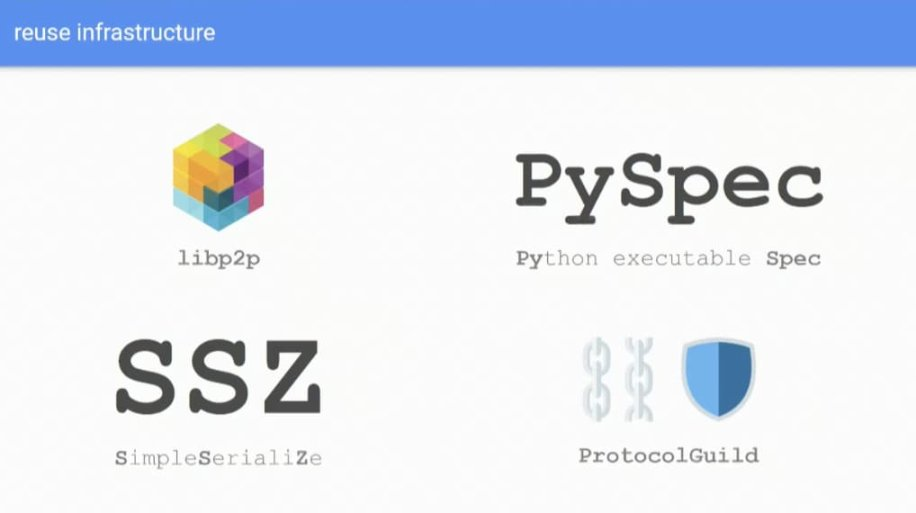 reuse infrastructure
libp2p
PySpec
Python executable Spec
SSZ
SimpleSerialiZe
ProtocolGuild